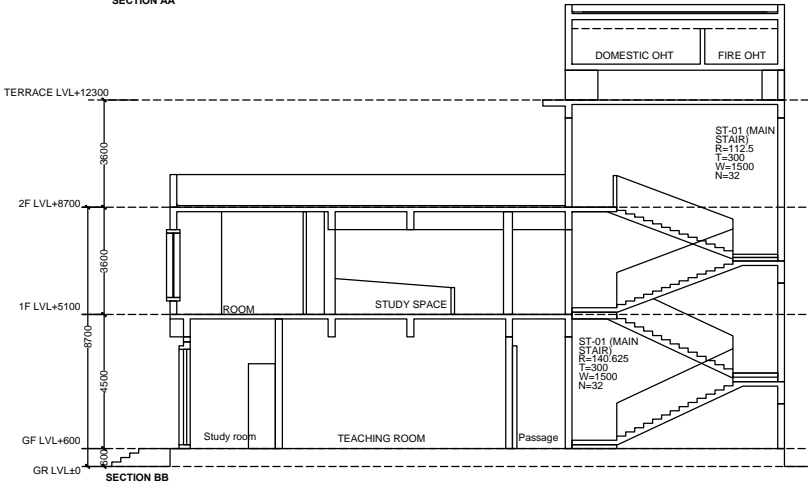 SECTION AA
DOMESTIC OHT
FIRE OHT
TERRACE LVL+12300
ST-01 (MAIN
STAIR)
R=112.5
T=300
W=1500
N=32
3600
2F LVL+8700
3600
ROOM
STUDY SPACE
1F LVL+5100
8700
ST-01 (MAIN
STAIR)
R=140.625
T=300
W=1500
N=32
4500
Study room
TEACHING ROOM
Passage
GF LVL+600
600
GR LVL±0
SECTION BB